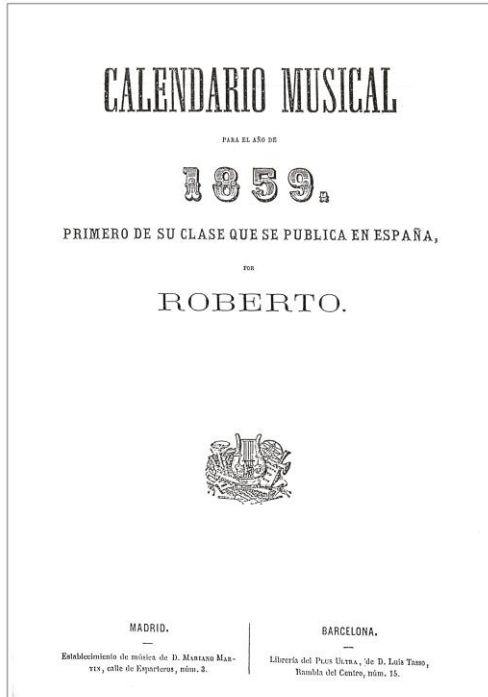 CALENDARIO MUSICAL
PARA EL AÑO DE
1859.
PRIMERO DE SU CLASE QUE SE PUBLICA EN ESPAÑA,
POR
ROBERTO.
MADRID.
Establecimiento de música de D. MARIANO MAR-
TIN, calle de Esparteros, núm. 3.
BARCELONA.
Librería del PLUS ULTRA, de D. Luis Tasso,
Rambla del Centro, núm. 15.